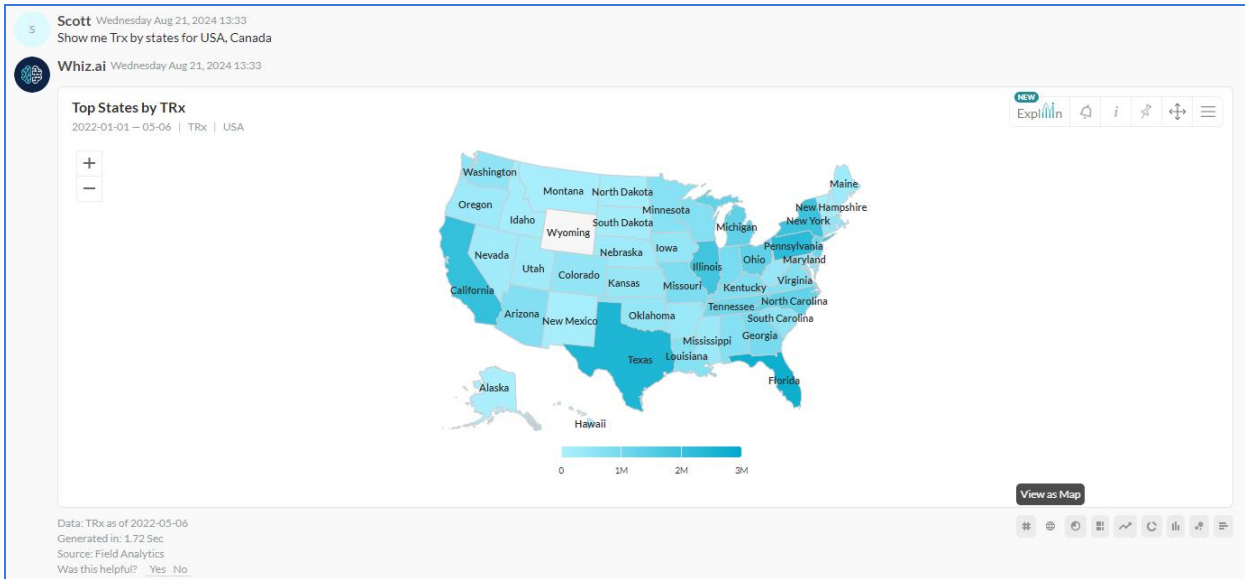 S
Scott Wednesday Aug 21, 2024 13:33
Show me Trx by states for USA, Canada
Whiz.ai Wednesday Aug 21, 2024 13:33
Top States by TRx
2022-01-01 — 05-06 | TRx | USA
NEW
Explain
i
+
−
Washington
Montana
North Dakota
Maine
Oregon
Idaho
Minnesota
New Hampshire
South Dakota
New York
Wyoming
Michigan
Nevada
Nebraska
Iowa
Pennsylvania
Utah
Colorado
Illinois
Ohio
Maryland
Kansas
Missouri
Kentucky
Virginia
California
Tennessee
North Carolina
Arizona
New Mexico
Oklahoma
South Carolina
Mississippi
Georgia
Texas
Louisiana
Florida
Alaska
Hawaii
0 1M 2M 3M
View as Map
Data: TRx as of 2022-05-06
Generated in: 1.72 Sec
Source: Field Analytics
Was this helpful? Yes No
#